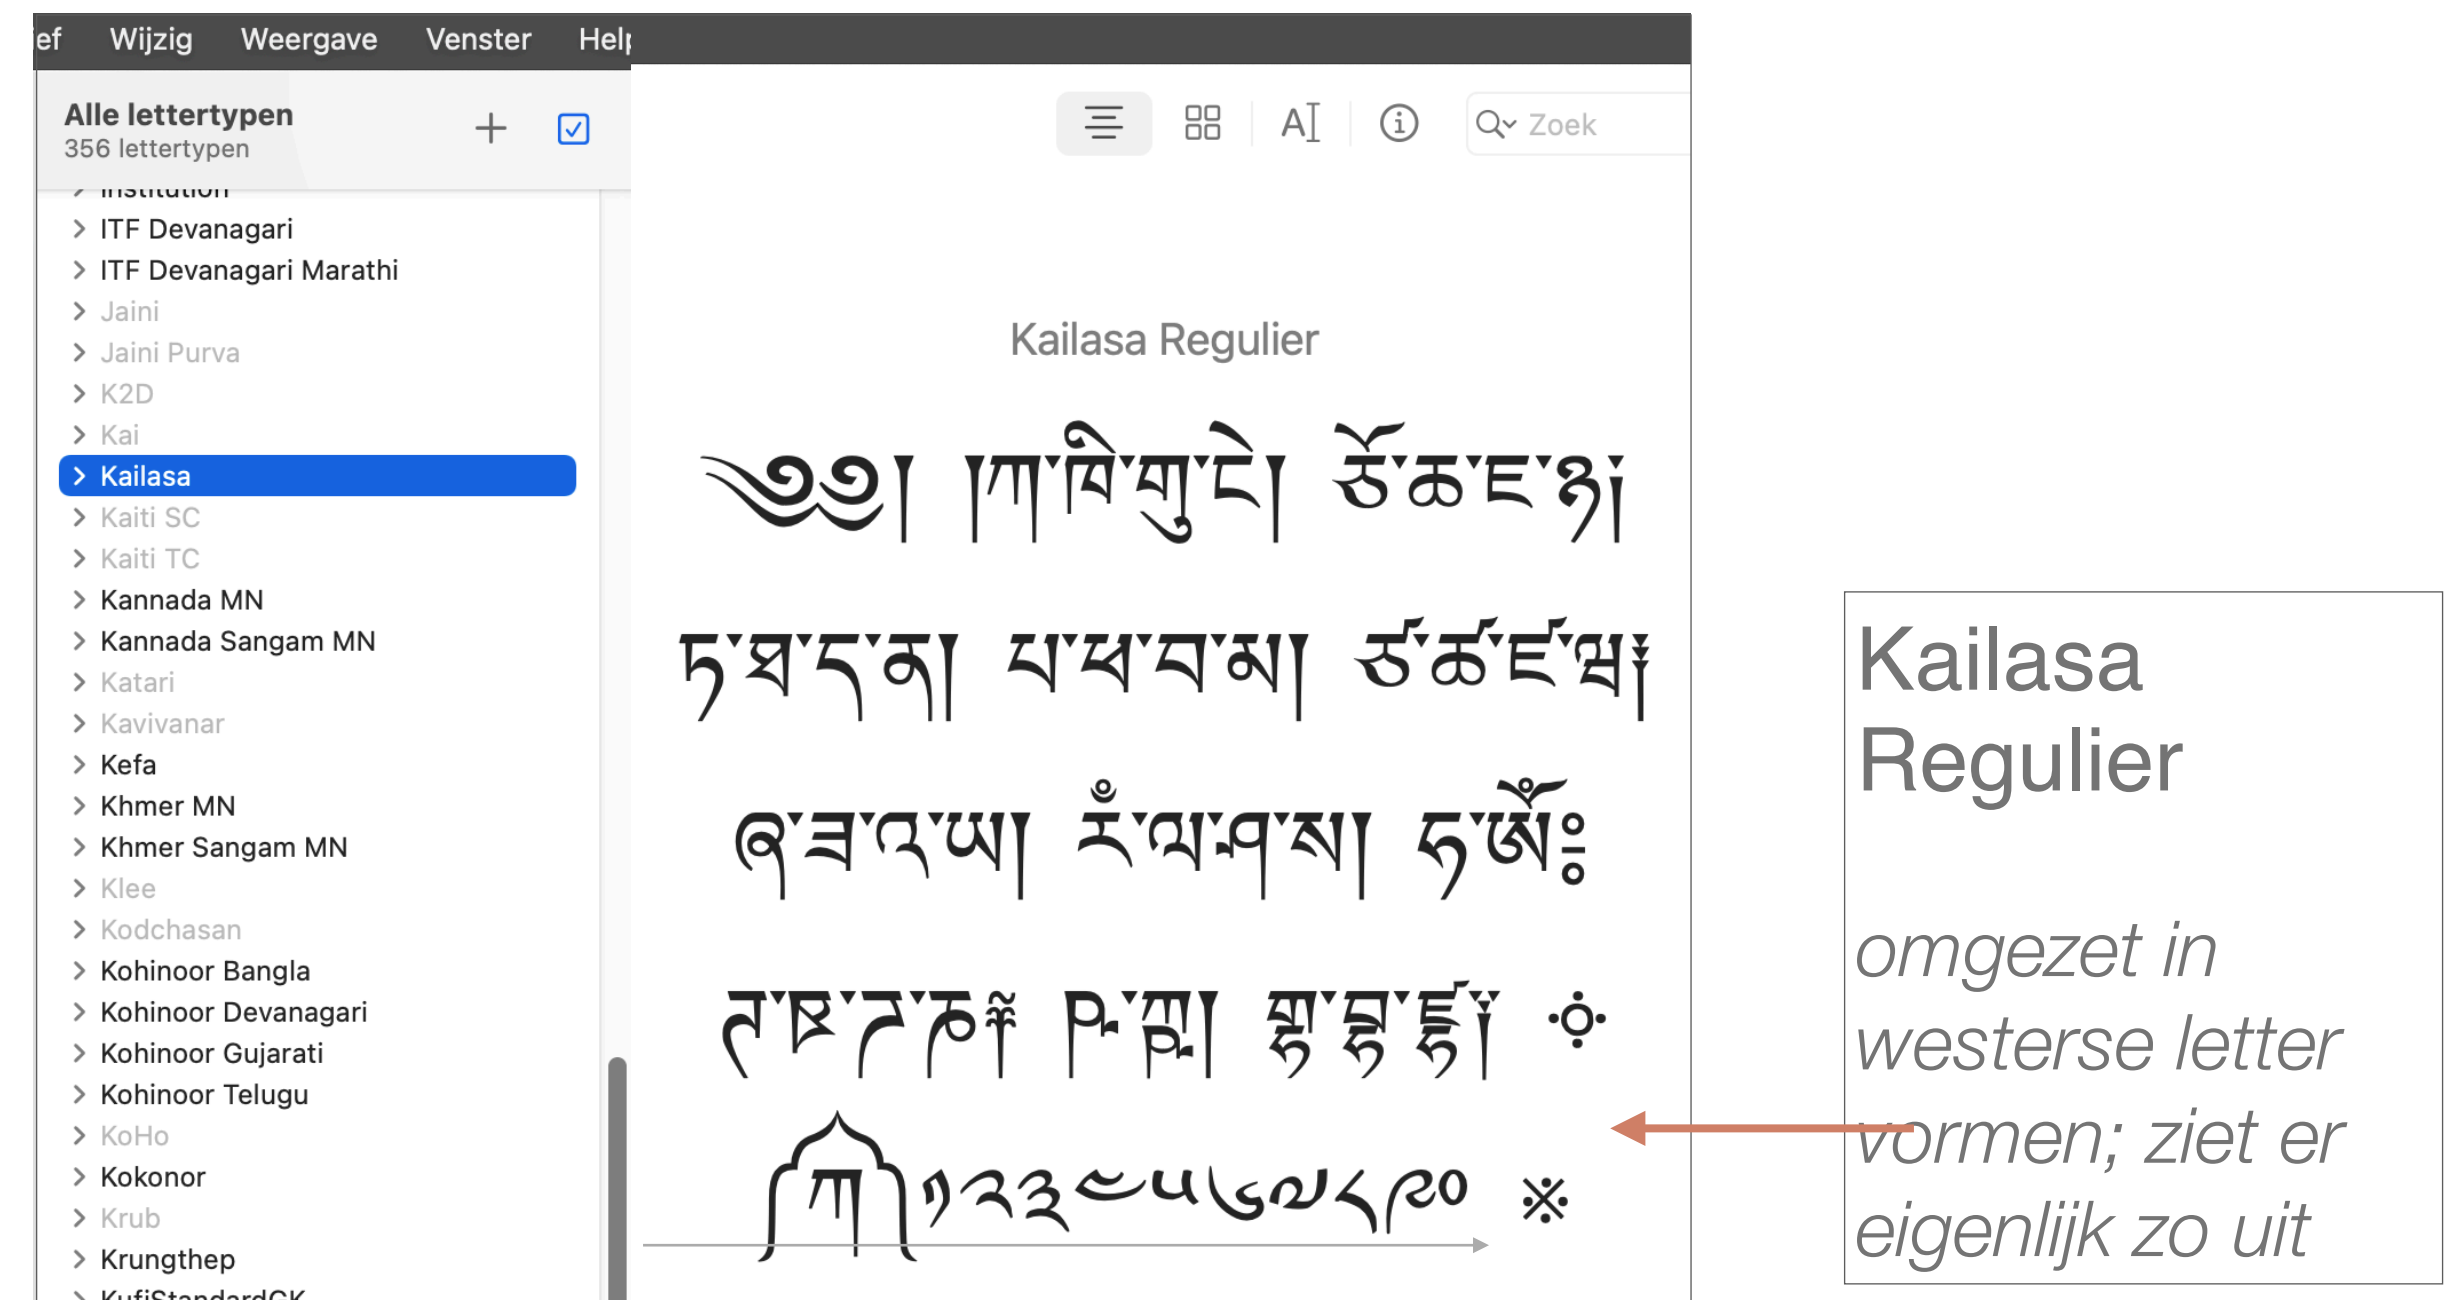 Wijzig Weergave Venster
Alle lettertypen
356 lettertypen
Zoek
Institution
ITF Devanagari
ITF Devanagari Marathi
Jaini
Jaini Purva
K2D
Kai
Kailasa
Kaiti SC
Kaiti TC
Kannada MN
Kannada Sangam MN
Katari
Kavivanar
Kefa
Khmer MN
Khmer Sangam MN
Klee
Kodchasan
Kohinoor Bangla
Kohinoor Devanagari
Kohinoor Gujarati
Kohinoor Telugu
KoHo
Kokonor
Krub
Krungthep
KufiStandardGK
Kailasa Regulier
༄༅། །ཀ་ཁི་གུ་ངེ། ཅོ་ཆ་ཇ་ཉ༑
ཏ་ཐ་ད་ན། པ་ཕ་བ་མ། ཙ་ཚ་ཛ་ཝ༈
ཞ་ཟ་འ་ཡ། རྃ་ལ་ཤ་ས། ཧ་ཨོྃ༔
ཊ་ཋ་ཌ་ཎ༒ ཥ་ཀྵ། གྷ་བྷ་ཛྷ༑
ཀ༡༢༣༤༥༦༧༨༩༠ ※
Kailasa
Regulier
omgezet in
westerse letter
vormen; ziet er
eigenlijk zo uit